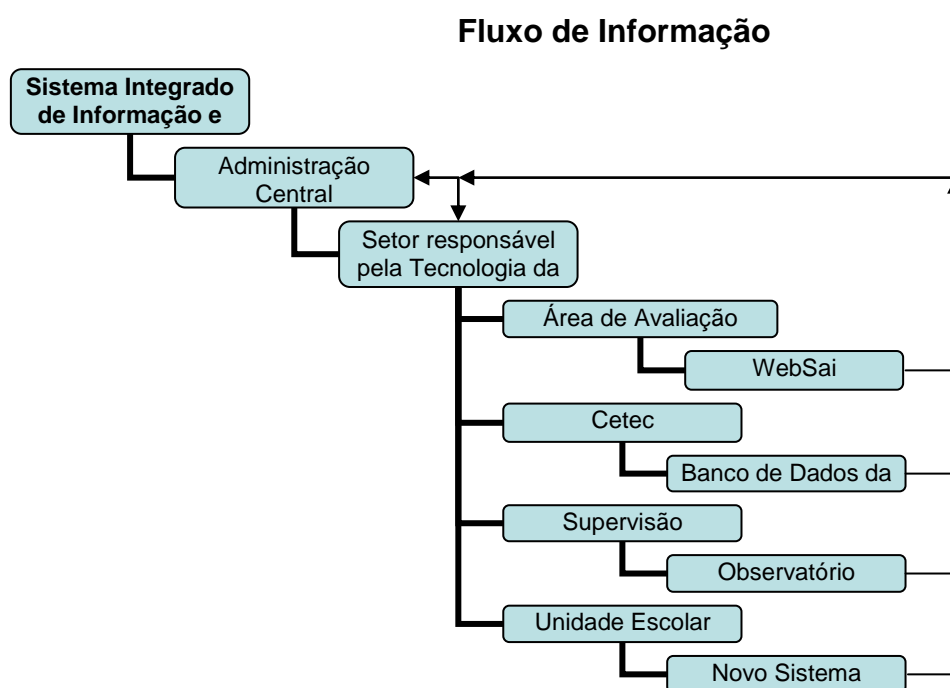 Fluxo de Informação
Sistema Integrado
de Informação e
Administração
Central
Setor responsável
pela Tecnologia da
Área de Avaliação
WebSai
Cetec
Banco de Dados da
Supervisão
Observatório
Unidade Escolar
Novo Sistema